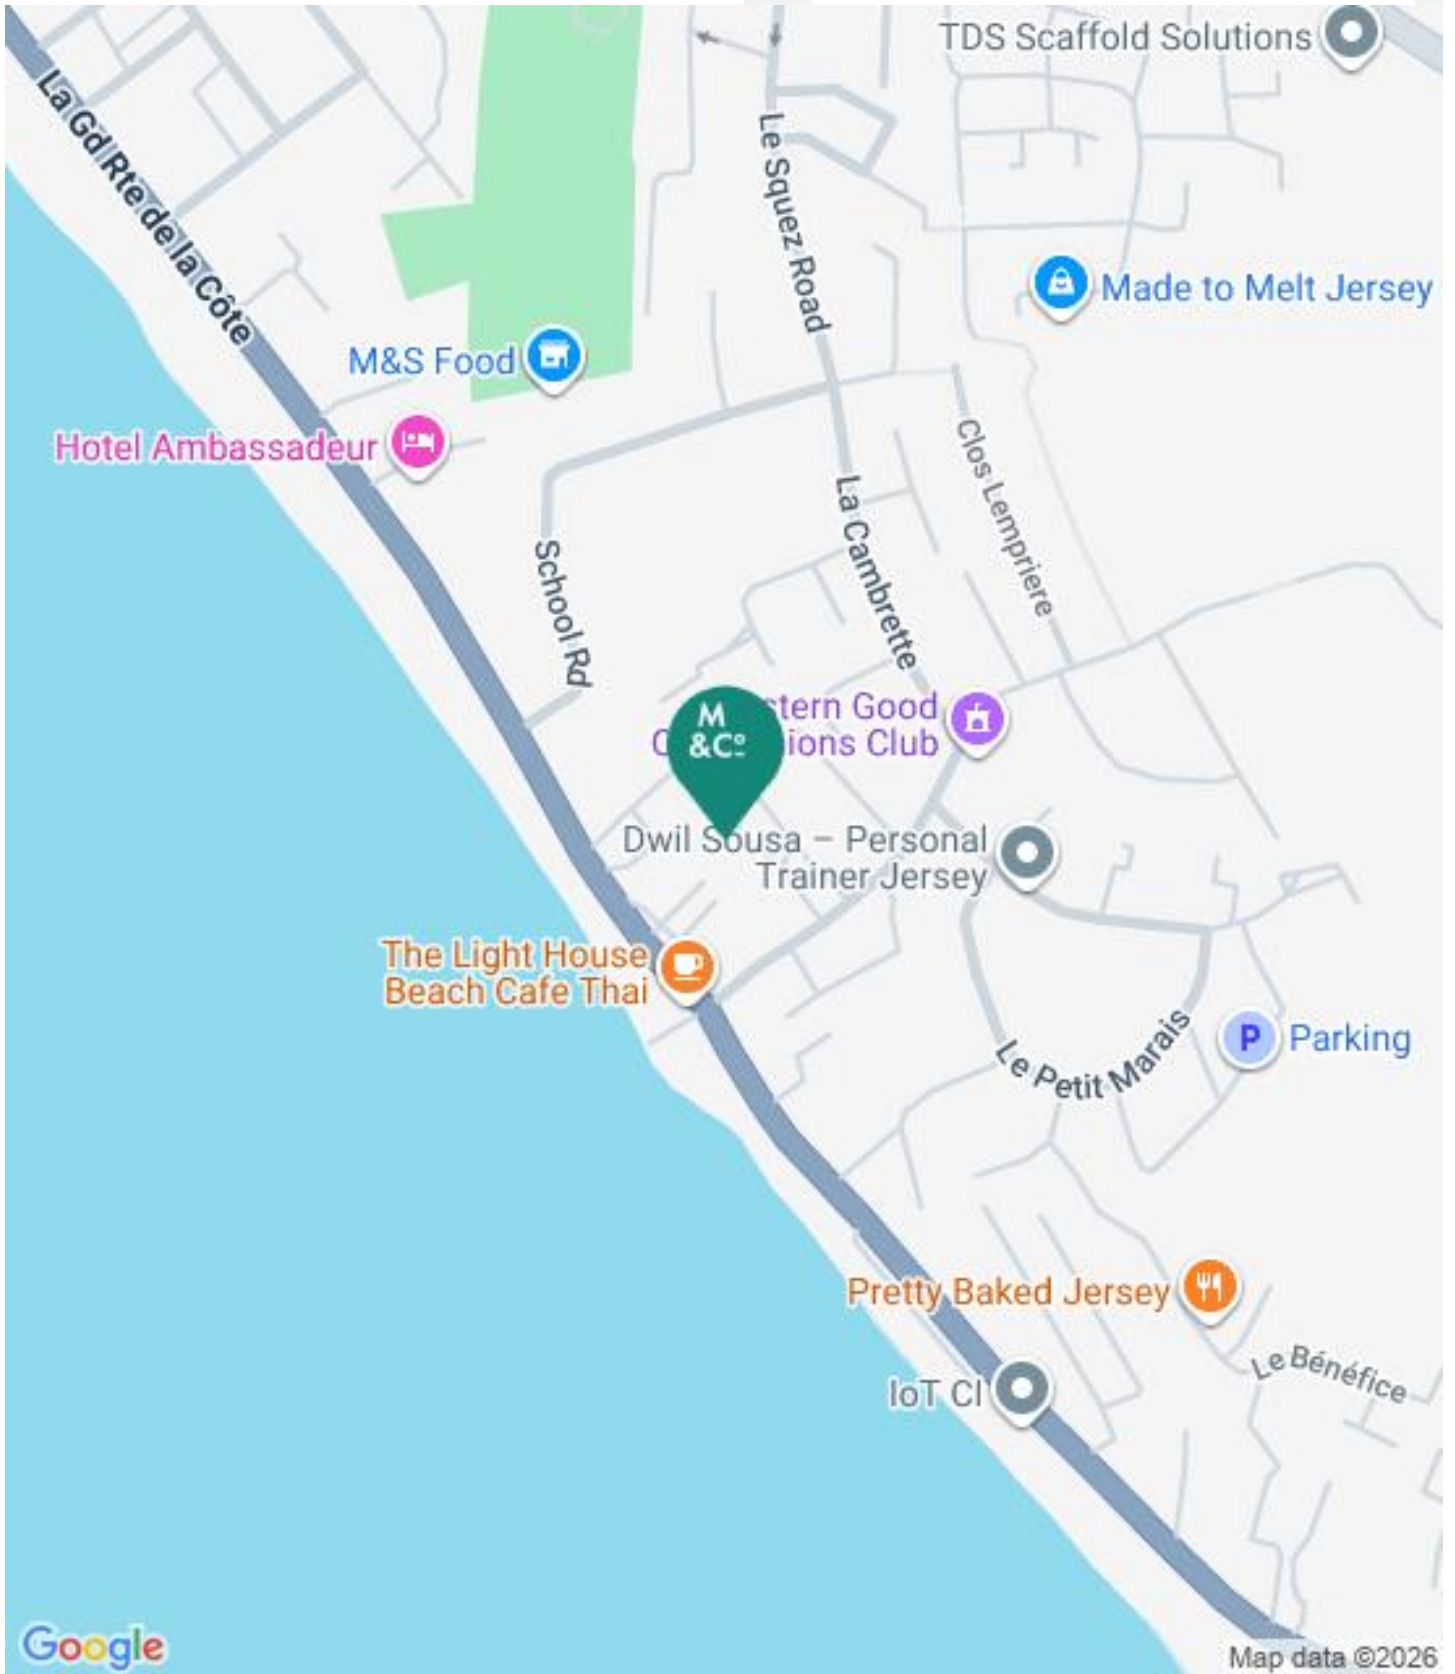 TDS Scaffold Solutions
La Gd Rte de la Côte
Le Squez Road
Made to Melt Jersey
M&S Food
Hotel Ambassadeur
Clos Lempriere
La Cambrette
School Rd
M
&Cº
stern Good
ions Club
Dwil Sousa – Personal
Trainer Jersey
The Light House
Beach Cafe Thai
Le Petit Marais
P
Parking
Pretty Baked Jersey
Le Bénéfice
IoT CI
Google
Map data ©2026